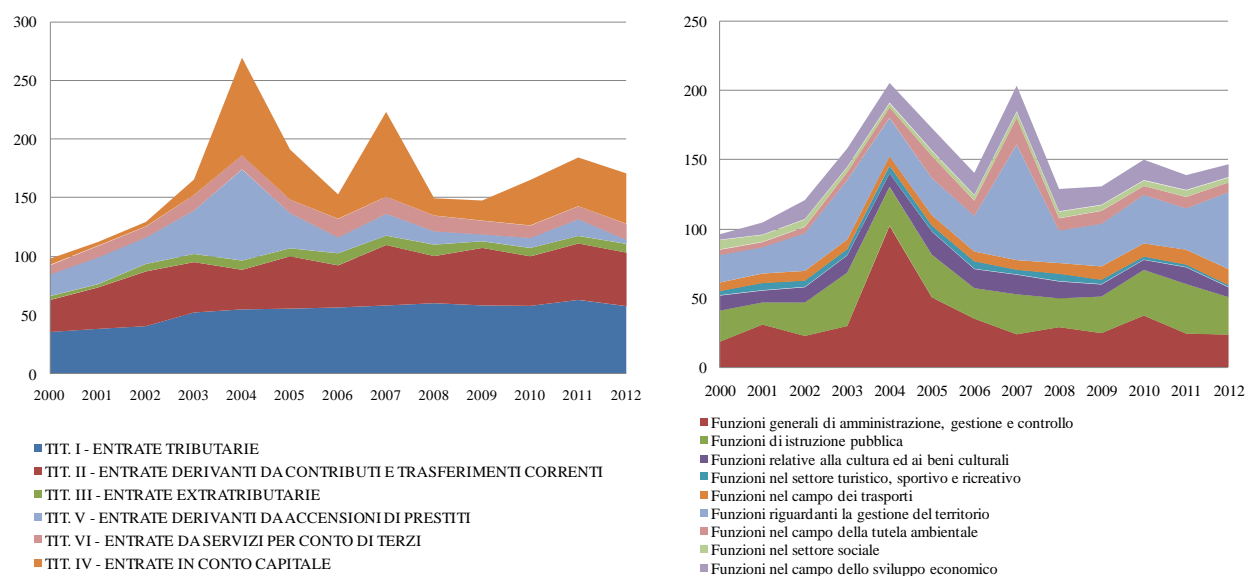 300
250
200
150
100
50
0
2000 2001 2002 2003 2004 2005 2006 2007 2008 2009 2010 2011 2012
TIT. I - ENTRATE TRIBUTARIE
TIT. II - ENTRATE DERIVANTI DA CONTRIBUTI E TRASFERIMENTI CORRENTI
TIT. III - ENTRATE EXTRATRIBUTARIE
TIT. V - ENTRATE DERIVANTI DA ACCENSIONI DI PRESTITI
TIT. VI - ENTRATE DA SERVIZI PER CONTO DI TERZI
TIT. IV - ENTRATE IN CONTO CAPITALE
250
200
150
100
50
0
2000 2001 2002 2003 2004 2005 2006 2007 2008 2009 2010 2011 2012
Funzioni generali di amministrazione, gestione e controllo
Funzioni di istruzione pubblica
Funzioni relative alla cultura ed ai beni culturali
Funzioni nel settore turistico, sportivo e ricreativo
Funzioni nel campo dei trasporti
Funzioni riguardanti la gestione del territorio
Funzioni nel campo della tutela ambientale
Funzioni nel settore sociale
Funzioni nel campo dello sviluppo economico